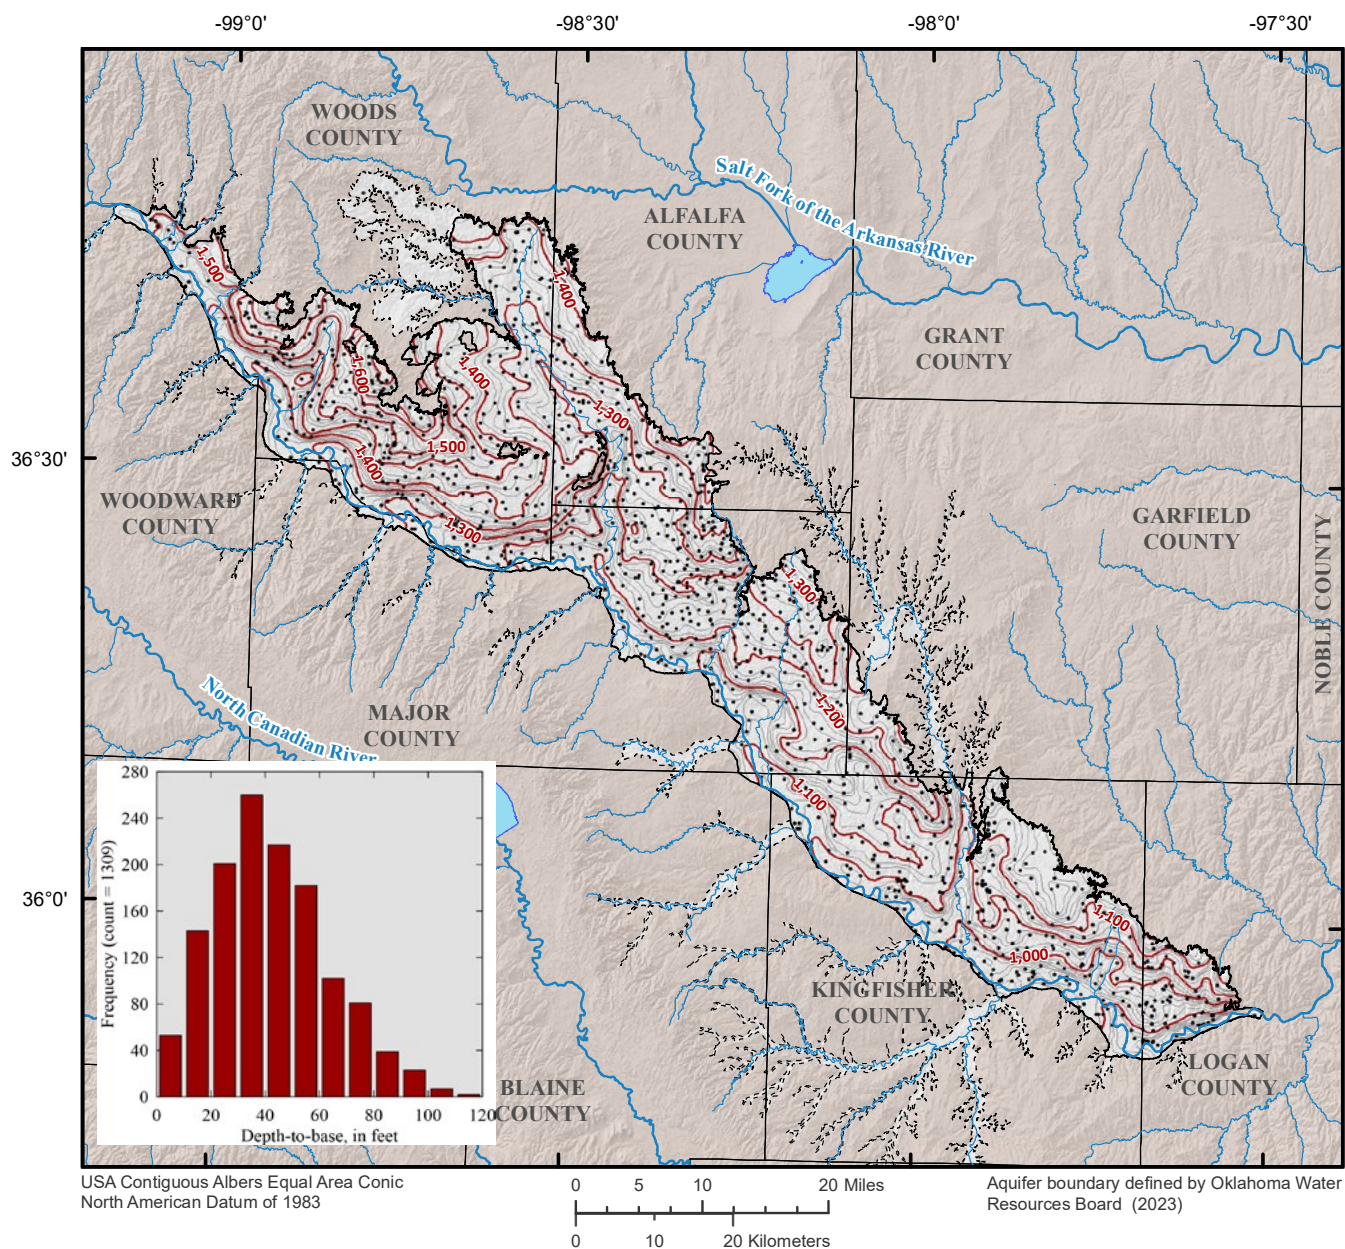 -99°0'
-98°30'
-98°0'
-97°30'
WOODS
COUNTY
Salt Fork of the Arkansas River
ALFALFA
COUNTY
1,500
1,400
GRANT
COUNTY
1,600
1,400
1,300
36°30'
1,500
1,400
WOODWARD
COUNTY
1,300
GARFIELD
COUNTY
NOBLE COUNTY
1,300
North Canadian River
MAJOR
COUNTY
1,200
1,100
280
240
200
160
120
80
40
0
Frequency (count = 1309)
0 20 40 60 80 100 120
Depth-to-base, in feet
36°0'
1,100
1,000
KINGFISHER
COUNTY
BLAINE
COUNTY
LOGAN
COUNTY
USA Contiguous Albers Equal Area Conic
North American Datum of 1983
0 5 10 20 Miles
0 10 20 Kilometers
Aquifer boundary defined by Oklahoma Water
Resources Board (2023)